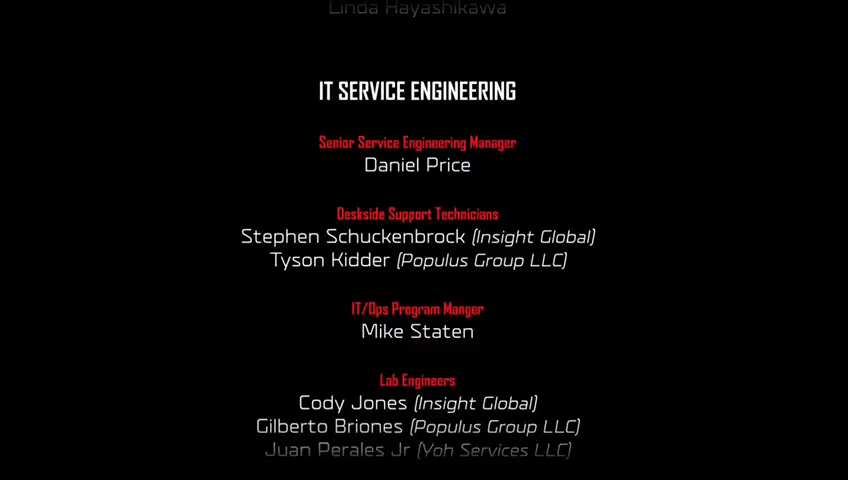 Linda Hayashikawa
IT SERVICE ENGINEERING
Senior Service Engineering Manager
Daniel Price
Deskside Support Technicians
Stephen Schuckenbrock (Insight Global)
Tyson Kidder (Populus Group LLC)
IT/Ops Program Manger
Mike Staten
Lab Engineers
Cody Jones (Insight Global)
Gilberto Briones (Populus Group LLC)
Juan Perales Jr (Yoh Services LLC)